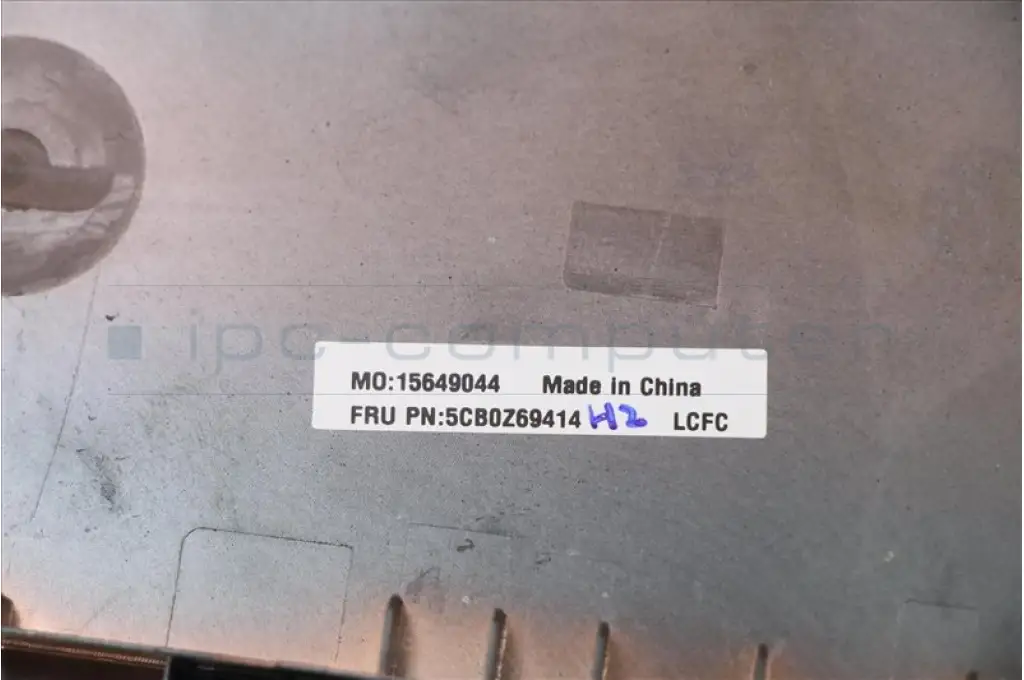 ipc-computer
MO:15649044 Made in China
FRU PN:5CB0Z69414 H2 LCFC